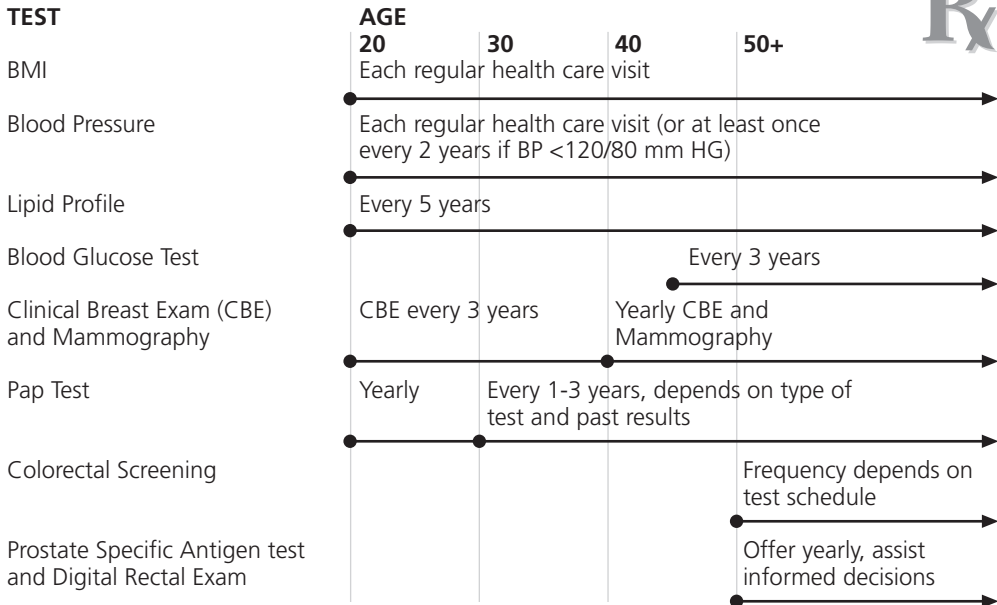 TEST AGE
20 30 40 50+
Rx
BMI Each regular health care visit
Blood Pressure Each regular health care visit (or at least once
every 2 years if BP <120/80 mm HG)
Lipid Profile Every 5 years
Blood Glucose Test Every 3 years
Clinical Breast Exam (CBE) CBE every 3 years Yearly CBE and
and Mammography Mammography
Pap Test Yearly Every 1-3 years, depends on type of
test and past results
Colorectal Screening Frequency depends on
test schedule
Prostate Specific Antigen test Offer yearly, assist
and Digital Rectal Exam informed decisions